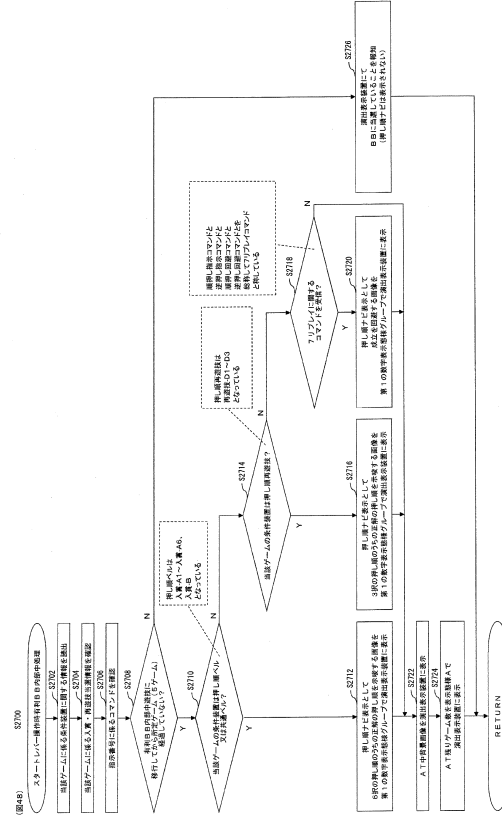 (図48)
S2700
スタートレバー操作時有利BB内部中処理
S2702
当該ゲームに係る条件装置に関する情報を読出
S2704
当該ゲームに係る入賞・再遊技当選情報を確認
S2706
指示番号に係るコマンドを確認
S2708
有利BB内部中遊技に
移行してから所定ゲーム(5ゲーム)
経過していない?
N
Y
押し順ベルは
入賞-A1~入賞-A6、
入賞-B
となっている
S2710
当該ゲームの条件装置は押し順ベル
又は共通ベル?
N
Y
S2712
押し順ナビ表示として
6択の押し順のうちの正解の押し順を示唆する画像を
第1の数字表示態様グループで演出表示装置に表示
押し順再遊技は
再遊技-D1~D3
となっている
S2714
当該ゲームの条件装置は押し順再遊技?
N
Y
S2716
押し順ナビ表示として
3択の押し順のうちの正解の押し順を示唆する画像を
第1の数字表示態様グループで演出表示装置に表示
順押し指示コマンドと
逆押し指示コマンドと
順押し回避コマンドと
逆押し回避コマンドとを
総称して7リプレイコマンド
と称している
S2718
7リプレイに関する
コマンドを受信?
N
Y
S2720
押し順ナビ表示として
成立を回避する画像を
第1の数字表示態様グループで演出表示装置に表示
S2722
AT中背景画像を演出表示装置に表示
S2724
AT残りゲーム数を表示態様Aで
演出表示装置に表示
S2726
演出表示装置にて
BBに当選していることを報知
(押し順ナビは表示されない)
RETURN